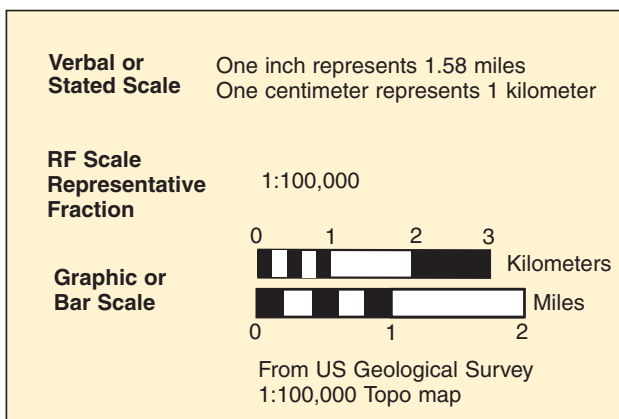 Verbal or
Stated Scale
One inch represents 1.58 miles
One centimeter represents 1 kilometer
RF Scale
Representative
Fraction
1:100,000
Graphic or
Bar Scale
0 1 2 3
Kilometers
Miles
0 1 2
From US Geological Survey
1:100,000 Topo map